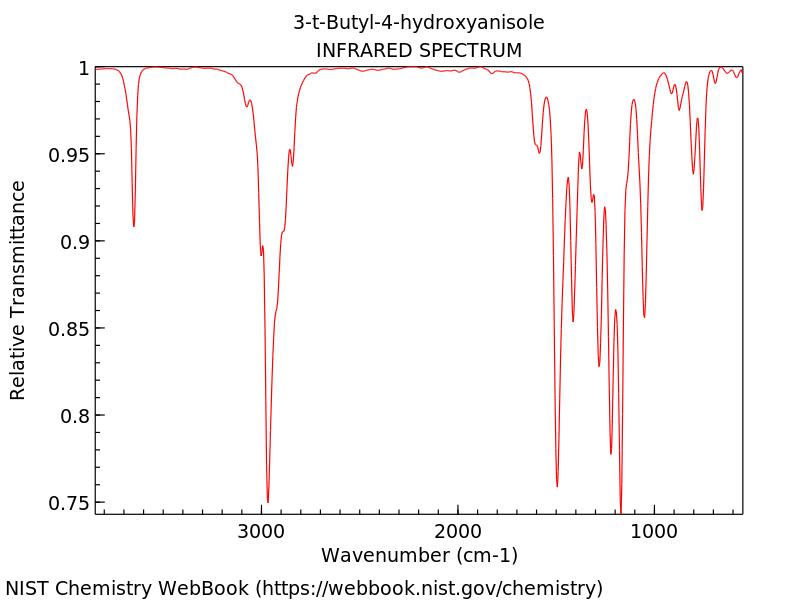 3-t-Butyl-4-hydroxyanisole
INFRARED SPECTRUM
1
0.95
0.9
0.85
0.8
0.75
Relative Transmittance
3000 2000 1000
Wavenumber (cm-1)
NIST Chemistry WebBook (https://webbook.nist.gov/chemistry)